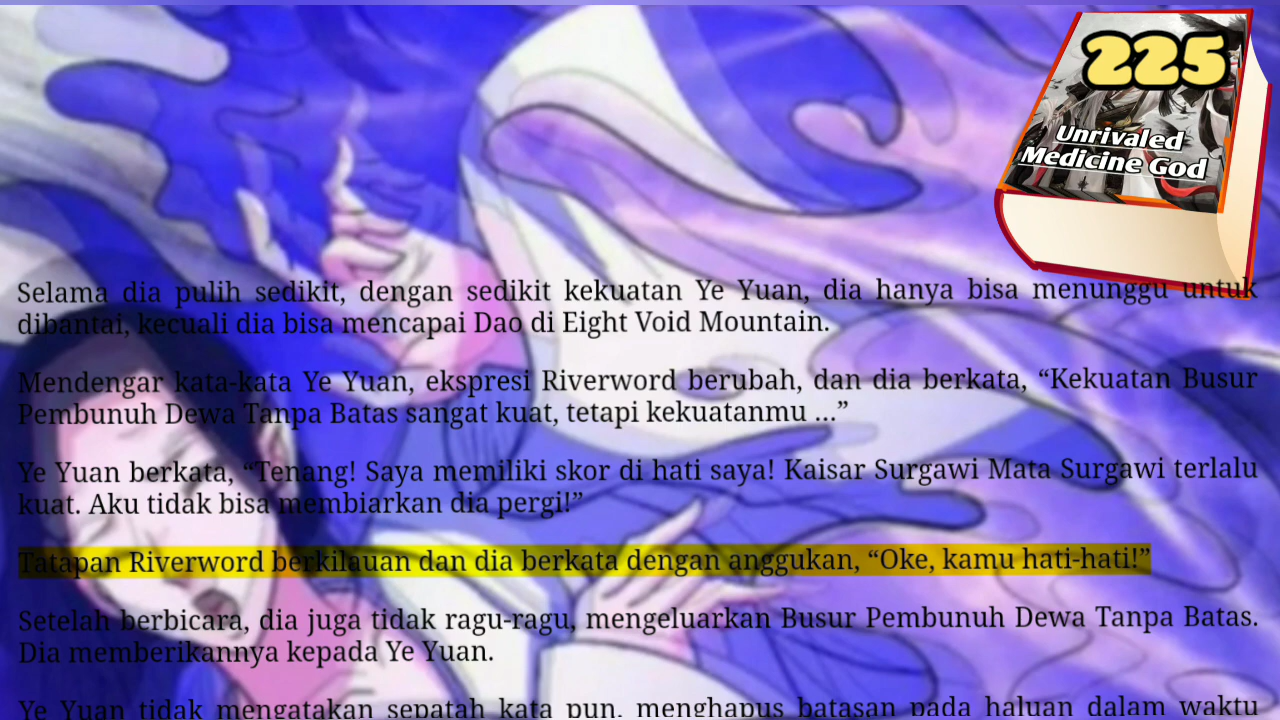 225
Unrivaled
Medicine God
Selama dia pulih sedikit, dengan sedikit kekuatan Ye Yuan, dia hanya bisa menunggu untuk
dibantai, kecuali dia bisa mencapai Dao di Eight Void Mountain.
Mendengar kata-kata Ye Yuan, ekspresi Riverword berubah, dan dia berkata, “Kekuatan Busur
Pembunuh Dewa Tanpa Batas sangat kuat, tetapi kekuatanmu ...”
Ye Yuan berkata, “Tenang! Saya memiliki skor di hati saya! Kaisar Surgawi Mata Surgawi terlalu
kuat. Aku tidak bisa membiarkan dia pergi!”
Tatapan Riverword berkilauan dan dia berkata dengan anggukan, “Oke, kamu hati-hati!”
Setelah berbicara, dia juga tidak ragu-ragu, mengeluarkan Busur Pembunuh Dewa Tanpa Batas.
Dia memberikannya kepada Ye Yuan.
Ye Yuan tidak mengatakan sepatah kata pun, menghapus batasan pada haluan dalam waktu